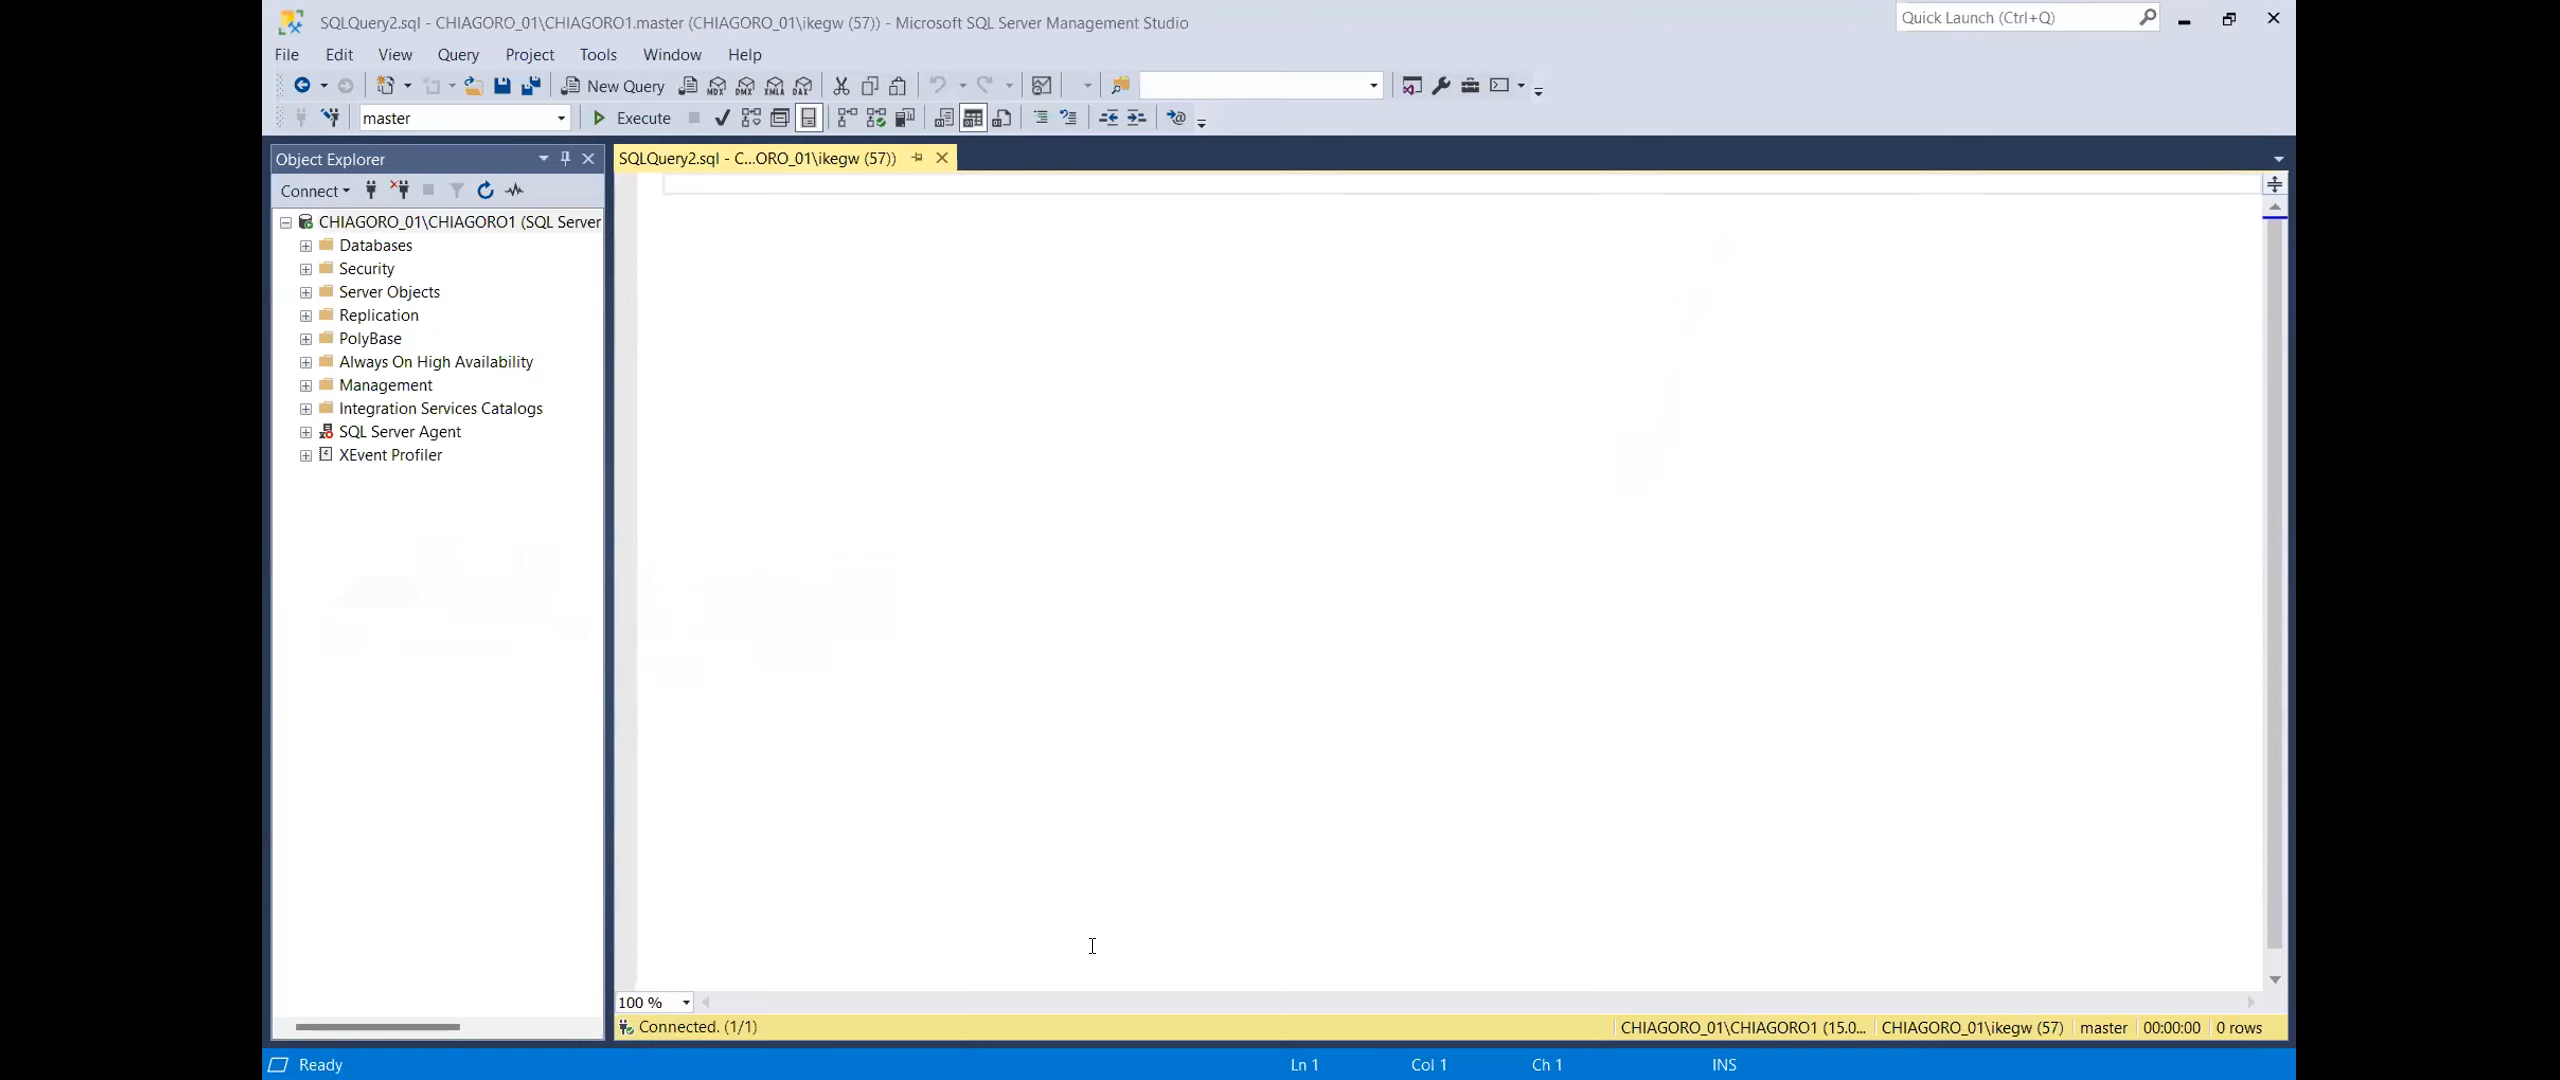 SQLQuery2.sql - CHIAGORO_01\CHIAGORO1.master (CHIAGORO_01\ikegw (57)) - Microsoft SQL Server Management Studio
Quick Launch (Ctrl+Q)
File Edit View Query Project Tools Window Help
New Query MDX DMX XMLA DAX
master Execute
Object Explorer
SQLQuery2.sql - C...ORO_01\ikegw (57))
Connect
CHIAGORO_01\CHIAGORO1 (SQL Server
Databases
Security
Server Objects
Replication
PolyBase
Always On High Availability
Management
Integration Services Catalogs
SQL Server Agent
XEvent Profiler
100 %
Connected. (1/1) CHIAGORO_01\CHIAGORO1 (15.0... CHIAGORO_01\ikegw (57) master 00:00:00 0 rows
Ready Ln 1 Col 1 Ch 1 INS